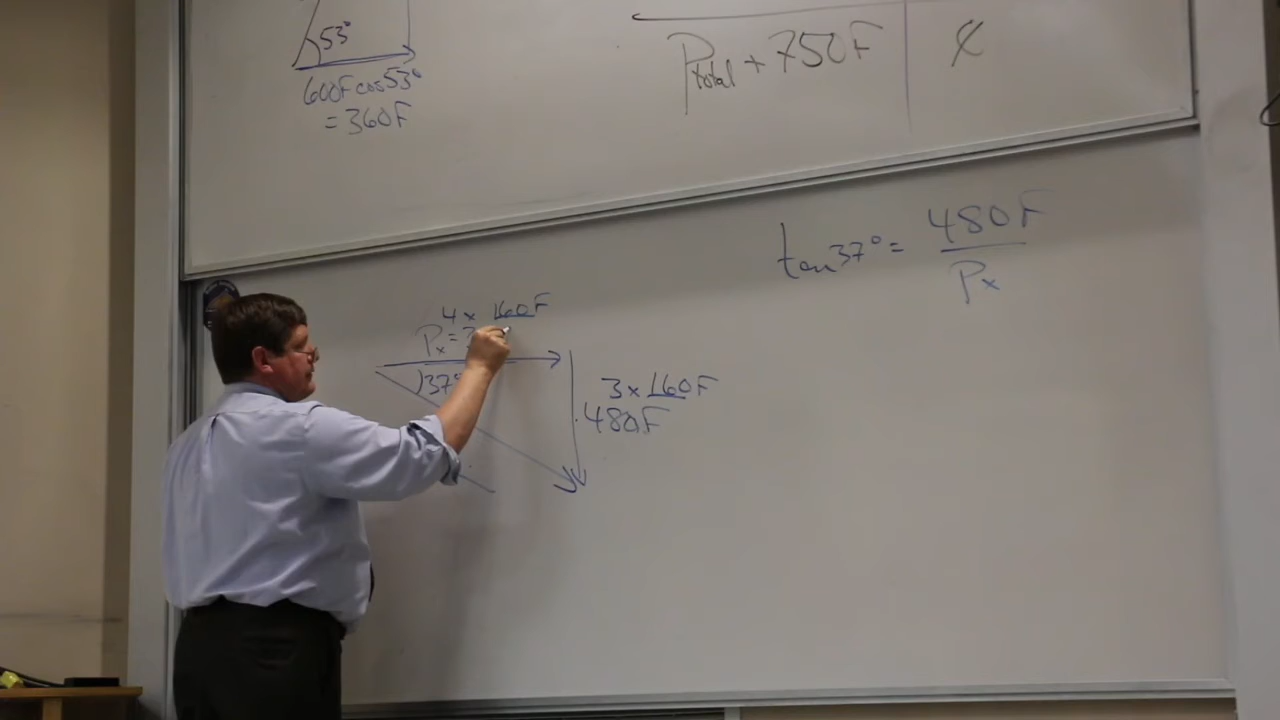 53°
600F cos 53°
= 360F
Ptotal + 750F
tan 37° = 480F
Px
4 x 160F
Px = ?
37°
3 x 160F
480F